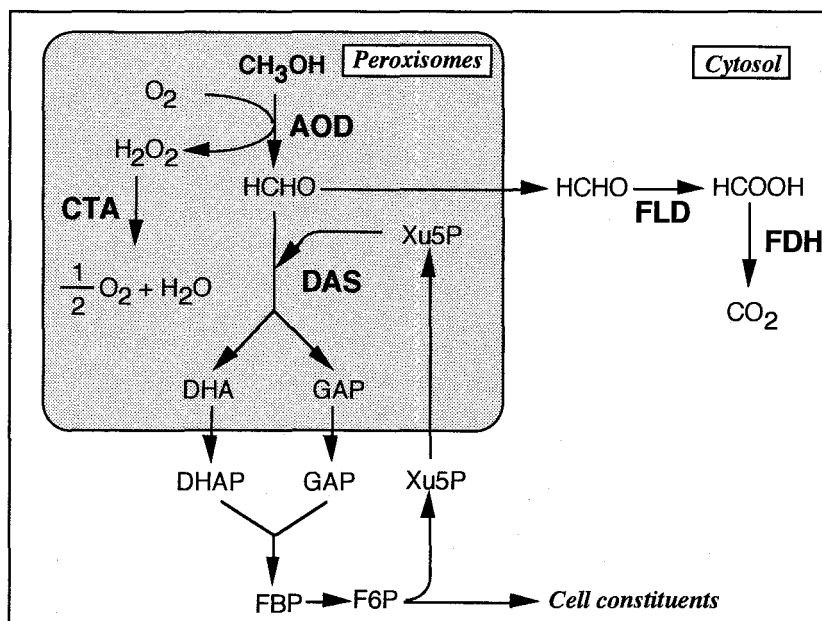 Peroxisomes
Cytosol
CH₃OH
O₂
AOD
H₂O₂
HCHO
HCHO
HCOOH
FLD
CTA
Xu5P
FDH
DAS
1/2 O₂ + H₂O
CO₂
DHA
GAP
DHAP
GAP
Xu5P
FBP
F6P
Cell constituents